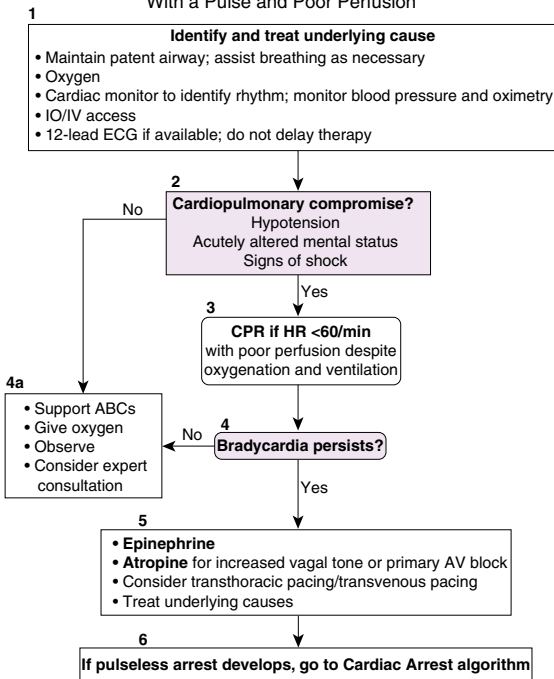 With a Pulse and Poor Perfusion
1
Identify and treat underlying cause
• Maintain patent airway; assist breathing as necessary
• Oxygen
• Cardiac monitor to identify rhythm; monitor blood pressure and oximetry
• IO/IV access
• 12-lead ECG if available; do not delay therapy
2
No
Cardiopulmonary compromise?
Hypotension
Acutely altered mental status
Signs of shock
Yes
3
CPR if HR <60/min
with poor perfusion despite
oxygenation and ventilation
4a
• Support ABCs
• Give oxygen
• Observe
• Consider expert
consultation
4
No
Bradycardia persists?
Yes
5
• Epinephrine
• Atropine for increased vagal tone or primary AV block
• Consider transthoracic pacing/transvenous pacing
• Treat underlying causes
6
If pulseless arrest develops, go to Cardiac Arrest algorithm